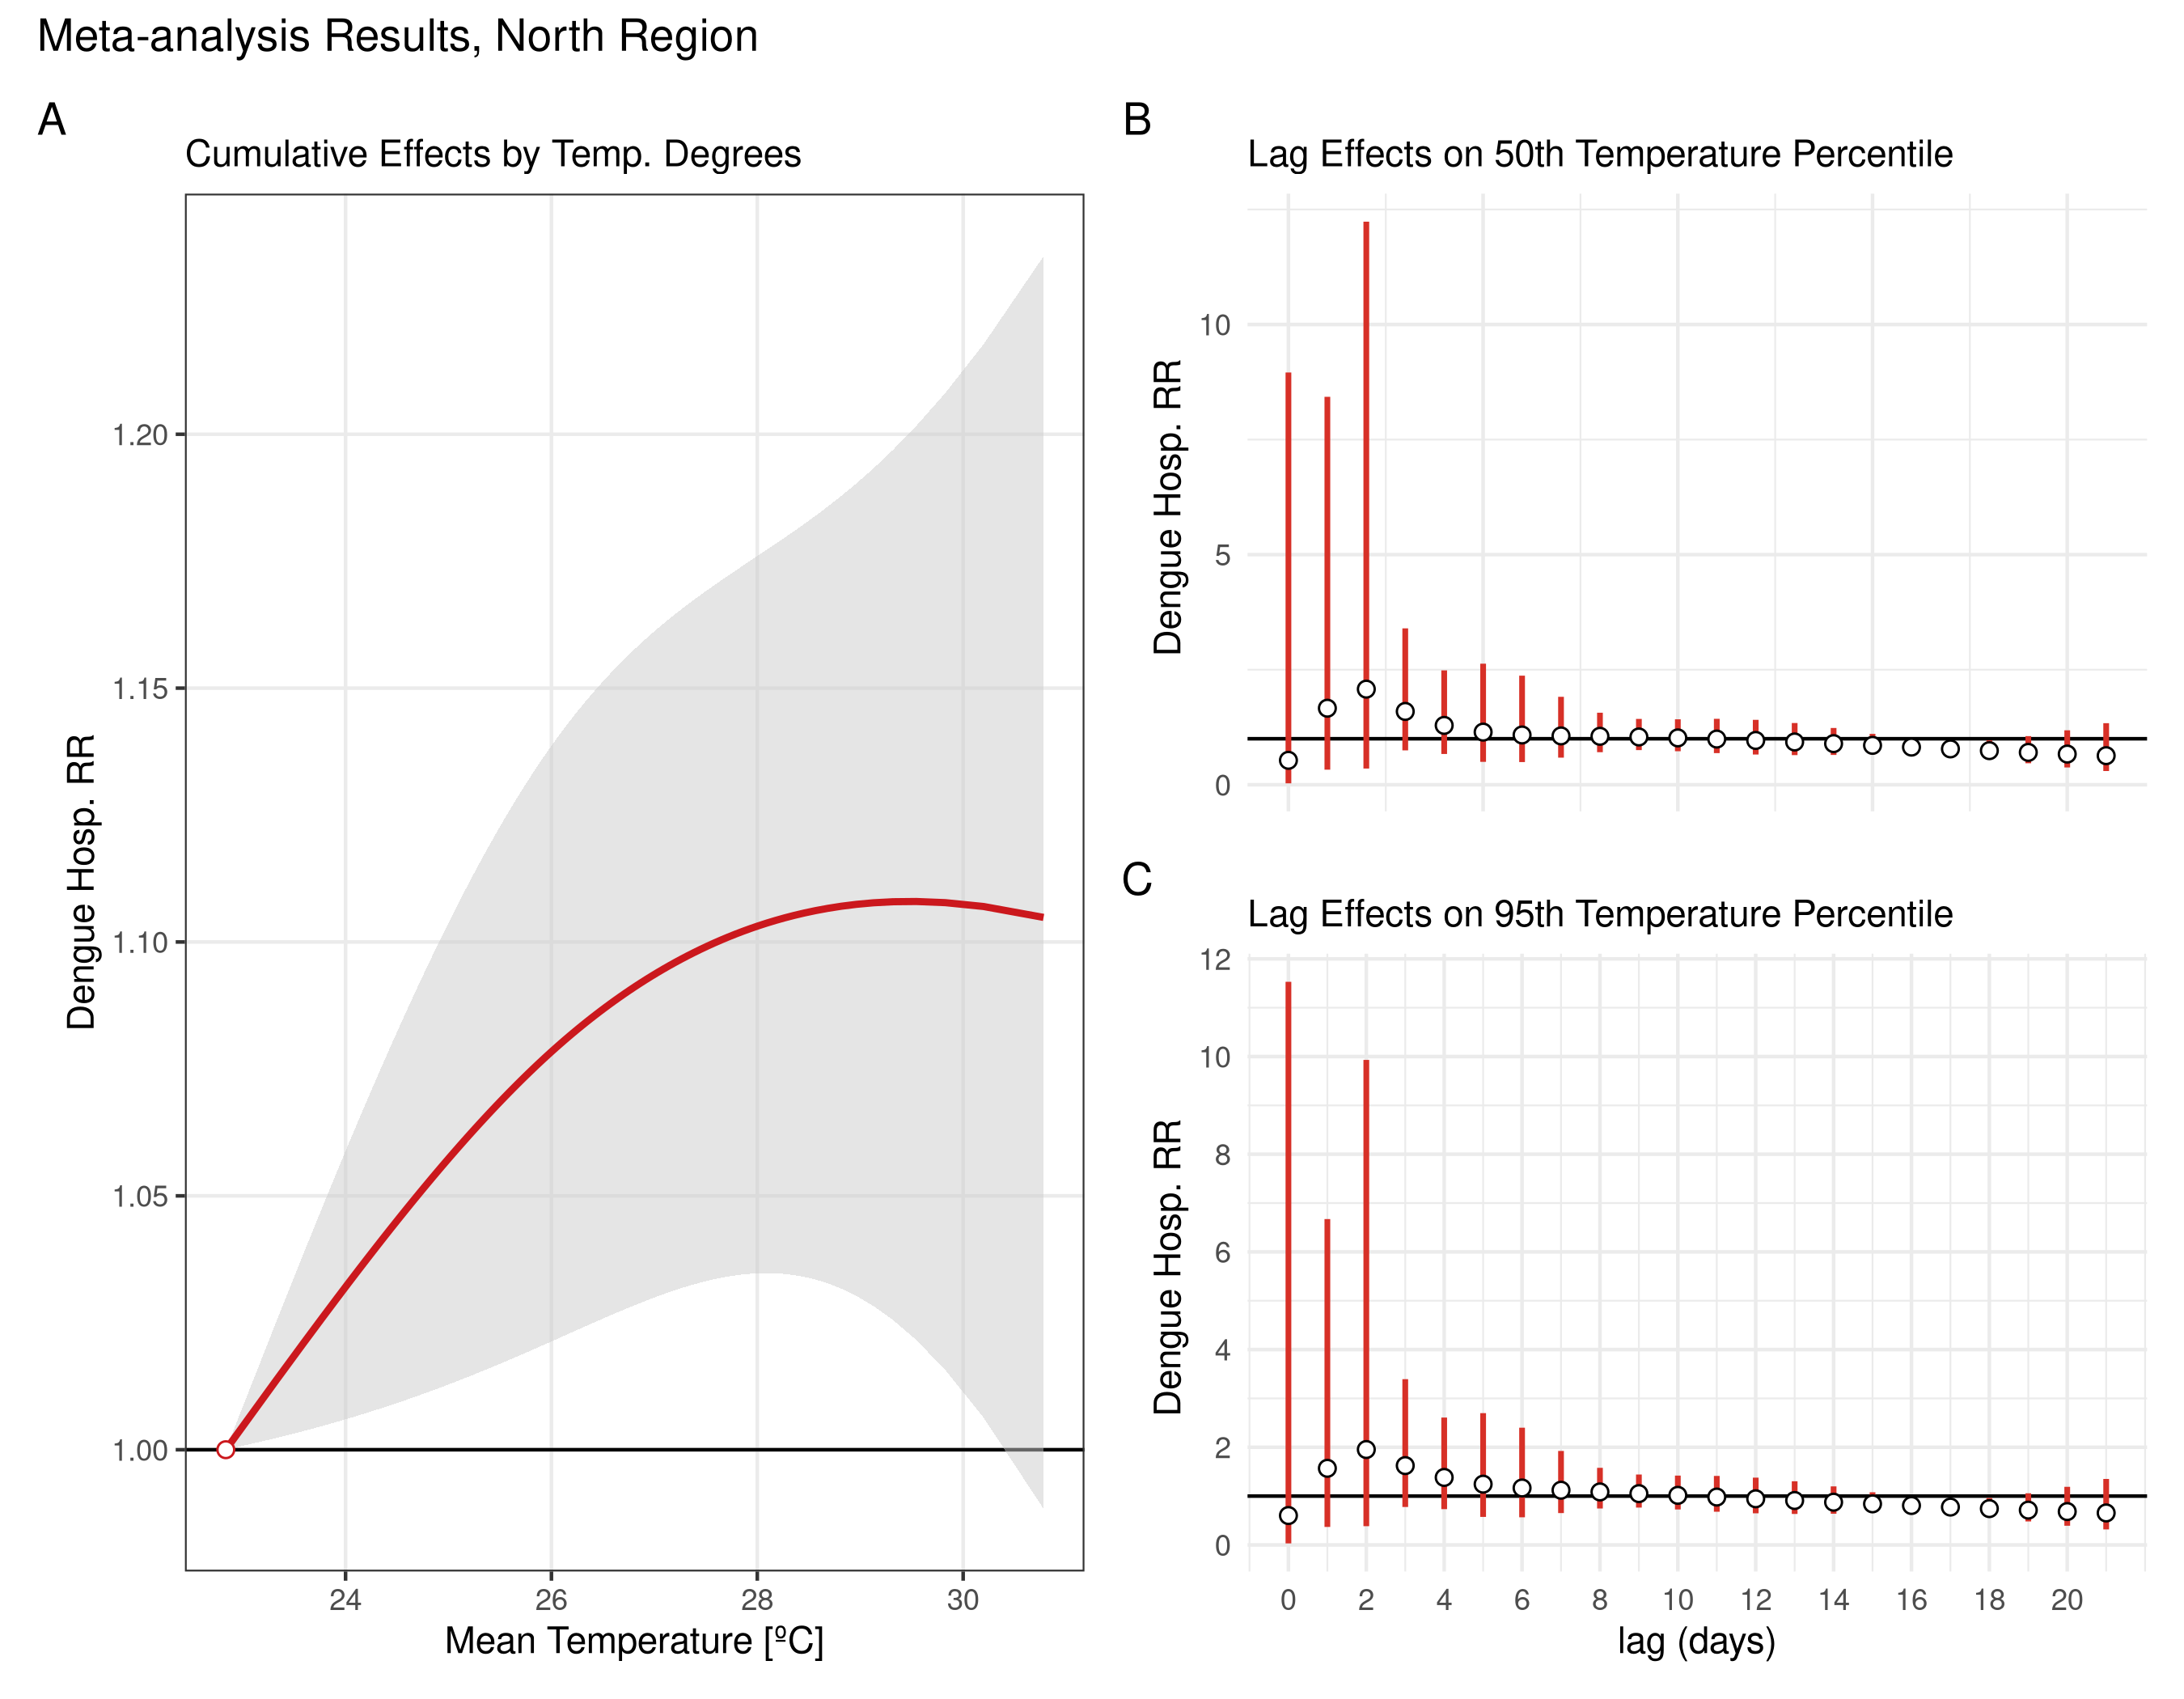 Meta-analysis Results, North Region
A
Cumulative Effects by Temp. Degrees
Dengue Hosp. RR
1.20
1.15
1.10
1.05
1.00
24 26 28 30
Mean Temperature [ºC]
B
Lag Effects on 50th Temperature Percentile
Dengue Hosp. RR
10
5
0
C
Lag Effects on 95th Temperature Percentile
Dengue Hosp. RR
12
10
8
6
4
2
0
0 2 4 6 8 10 12 14 16 18 20
lag (days)